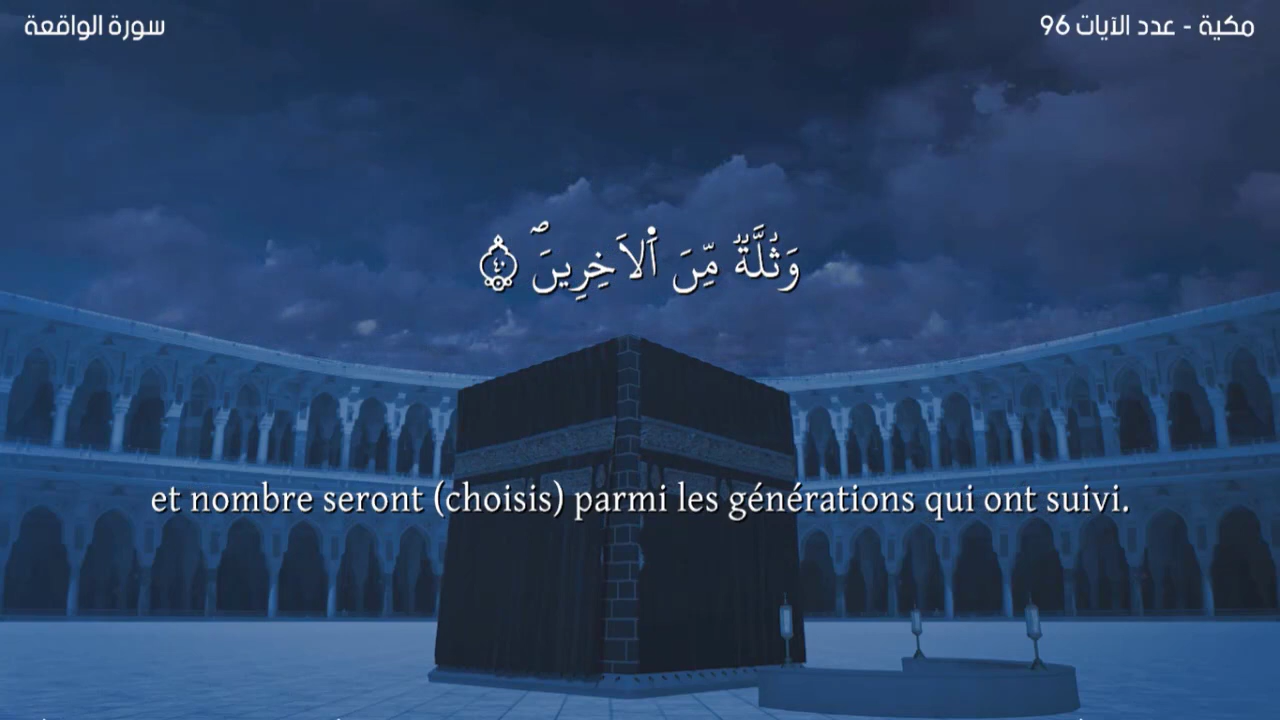 مكية - عدد الآيات 96
سورة الواقعة
وَثُلَّةٌ مِّنَ ٱلۡأٓخِرِينَ ۝٤٠
et nombre seront (choisis) parmi les générations qui ont suivi.